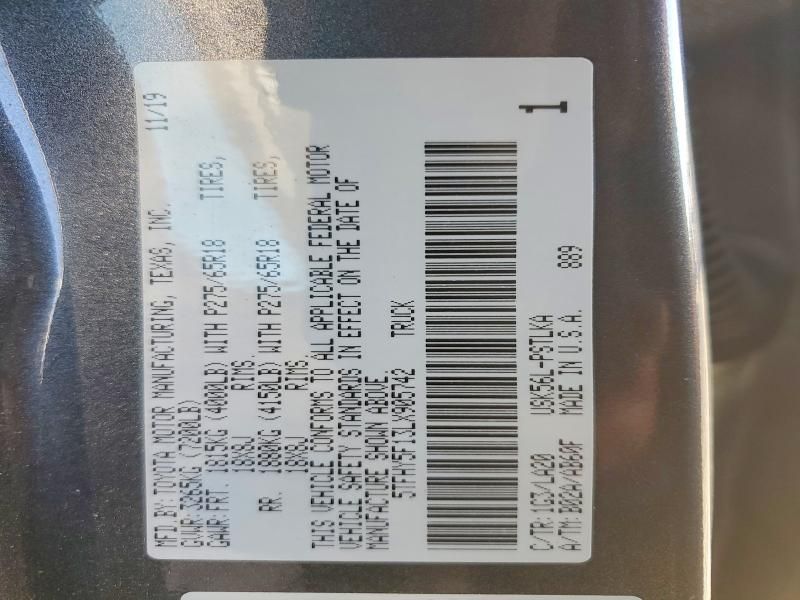 MFD. BY: TOYOTA MOTOR MANUFACTURING, TEXAS, INC. 11/19
GVWR: 3265KG (7200LB)
GAWR: FRT. 1815KG (4000LB) WITH P275/65R18 TIRES,
18X8J RIMS.
RR. 1880KG (4150LB) WITH P275/65R18 TIRES,
18X8J RIMS.
THIS VEHICLE CONFORMS TO ALL APPLICABLE FEDERAL MOTOR
VEHICLE SAFETY STANDARDS IN EFFECT ON THE DATE OF
MANUFACTURE SHOWN ABOVE.
5TFHY5F13LX905742 TRUCK
C/TR: 1G3/LA20 USK56L-PSTLKA
A/TM: B02A/AB60F MADE IN U.S.A. 889
1